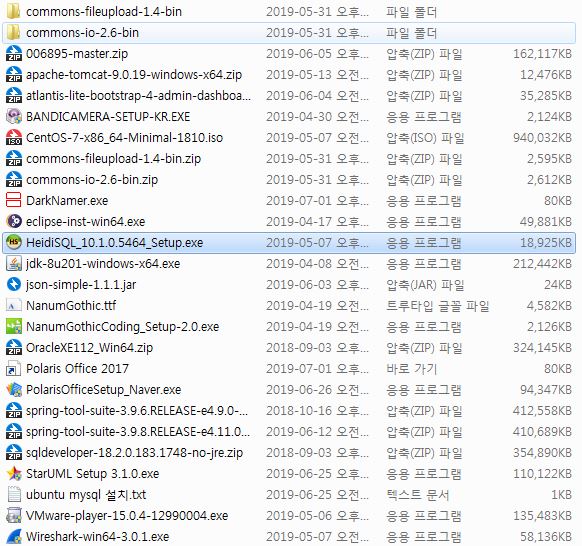 commons-fileupload-1.4-bin 2019-05-31 오후... 파일 폴더
commons-io-2.6-bin 2019-05-31 오후... 파일 폴더
006895-master.zip 2019-06-05 오전... 압축(ZIP) 파일 162,117KB
apache-tomcat-9.0.19-windows-x64.zip 2019-05-13 오전... 압축(ZIP) 파일 12,476KB
atlantis-lite-bootstrap-4-admin-dashboa... 2019-06-04 오전... 압축(ZIP) 파일 35,285KB
BANDICAMERA-SETUP-KR.EXE 2019-04-30 오후... 응용 프로그램 2,124KB
CentOS-7-x86_64-Minimal-1810.iso 2019-05-31 오전... 압축(ISO) 파일 940,032KB
commons-fileupload-1.4-bin.zip 2019-05-31 오후... 압축(ZIP) 파일 2,595KB
commons-io-2.6-bin.zip 2019-05-31 오후... 압축(ZIP) 파일 2,612KB
DarkNamer.exe 2019-07-01 오후... 응용 프로그램 80KB
eclipse-inst-win64.exe 2019-04-17 오전... 응용 프로그램 49,881KB
HeidiSQL_10.1.0.5464_Setup.exe 2019-05-07 오후... 응용 프로그램 18,925KB
jdk-8u201-windows-x64.exe 2019-04-08 오전... 응용 프로그램 212,442KB
json-simple-1.1.1.jar 2019-06-03 오후... 압축(JAR) 파일 24KB
NanumGothic.ttf 2019-04-19 오전... 트루타입 글꼴 파일 4,582KB
NanumGothicCoding_Setup-2.0.exe 2019-04-19 오전... 응용 프로그램 2,126KB
OracleXE112_Win64.zip 2018-09-03 오후... 압축(ZIP) 파일 324,145KB
Polaris Office 2017 2019-07-01 오후... 바로 가기 80KB
PolarisOfficeSetup_Naver.exe 2019-06-26 오전... 응용 프로그램 94,347KB
spring-tool-suite-3.9.6.RELEASE-e4.9.0-... 2018-10-16 오후... 압축(ZIP) 파일 412,558KB
spring-tool-suite-3.9.8.RELEASE-e4.11.0... 2019-06-12 오후... 압축(ZIP) 파일 410,689KB
sqldeveloper-18.2.0.183.1748-no-jre.zip 2018-09-03 오후... 압축(ZIP) 파일 354,890KB
StarUML Setup 3.1.0.exe 2019-06-25 오전... 응용 프로그램 110,122KB
ubuntu mysql 설치.txt 2019-06-25 오전... 텍스트 문서 1KB
VMware-player-15.0.4-12990004.exe 2019-06-25 오전... 응용 프로그램 135,483KB
Wireshark-win64-3.0.1.exe 2019-05-07 오전... 응용 프로그램 58,136KB